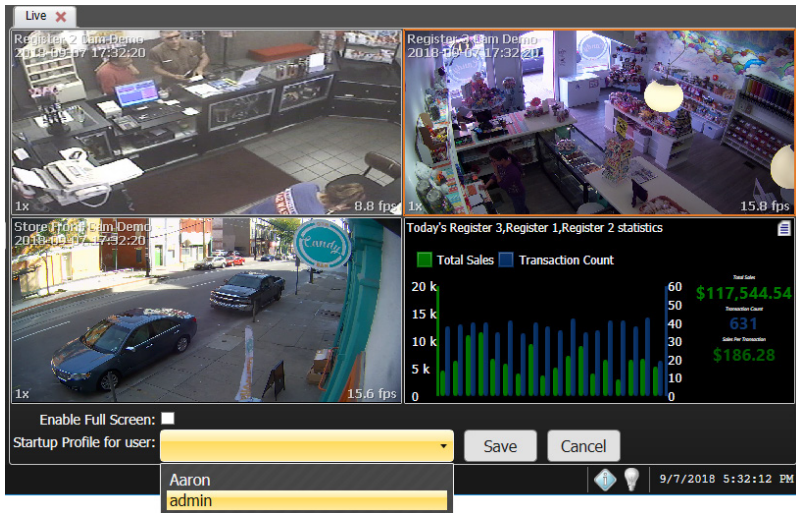 Live
Register 2 Cam Demo
2018-09-07 17:32:20
1x
8.8 fps
Register 3 Cam Demo
2018-09-07 17:32:20
1x
15.8 fps
Store Front Cam Demo
2018-09-07 17:32:20
Candy
1x
15.6 fps
Today's Register 3,Register 1,Register 2 statistics
Total Sales
Transaction Count
20 k
15 k
10 k
5 k
0
60
50
40
30
20
10
0
Total Sales
$117,544.54
Transaction Count
631
Sales Per Transaction
$186.28
Enable Full Screen:
Startup Profile for user:
Save
Cancel
Aaron
admin
9/7/2018 5:32:12 PM